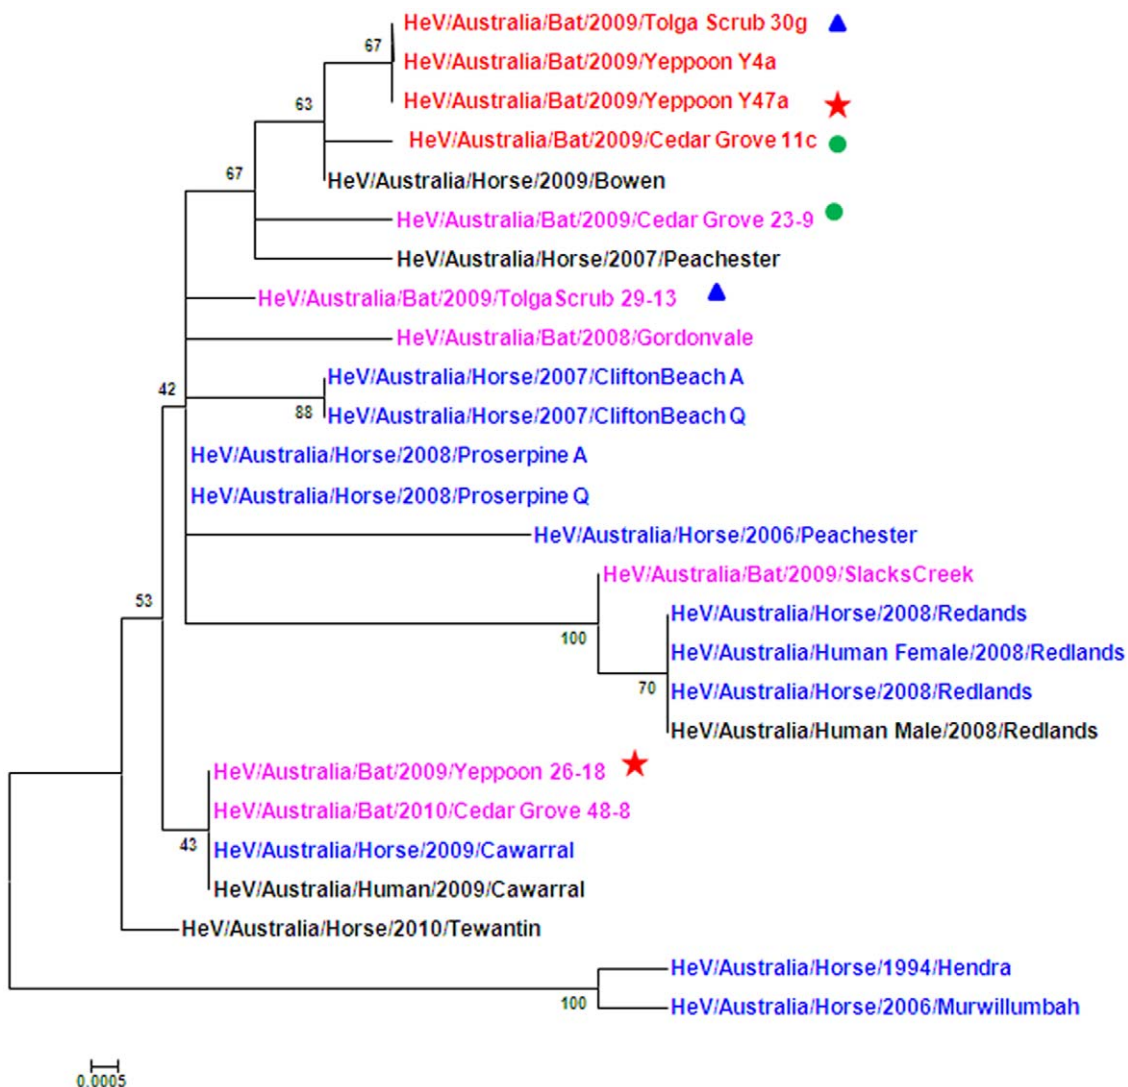 HeV/Australia/Bat/2009/Tolga Scrub 30g
67
HeV/Australia/Bat/2009/Yeppoon Y4a
HeV/Australia/Bat/2009/Yeppoon Y47a
63
HeV/Australia/Bat/2009/Cedar Grove 11c
67
HeV/Australia/Horse/2009/Bowen
HeV/Australia/Bat/2009/Cedar Grove 23-9
HeV/Australia/Horse/2007/Peachester
HeV/Australia/Bat/2009/TolgaScrub 29-13
HeV/Australia/Bat/2008/Gordonvale
42
HeV/Australia/Horse/2007/CliftonBeach A
88
HeV/Australia/Horse/2007/CliftonBeach Q
HeV/Australia/Horse/2008/Proserpine A
HeV/Australia/Horse/2008/Proserpine Q
HeV/Australia/Horse/2006/Peachester
HeV/Australia/Bat/2009/SlacksCreek
53
HeV/Australia/Horse/2008/Redands
100
HeV/Australia/Human Female/2008/Redlands
70
HeV/Australia/Horse/2008/Redlands
HeV/Australia/Human Male/2008/Redlands
HeV/Australia/Bat/2009/Yeppoon 26-18
HeV/Australia/Bat/2010/Cedar Grove 48-8
43
HeV/Australia/Horse/2009/Cawarral
HeV/Australia/Human/2009/Cawarral
HeV/Australia/Horse/2010/Tewantin
HeV/Australia/Horse/1994/Hendra
100
HeV/Australia/Horse/2006/Murwillumbah
0.0005